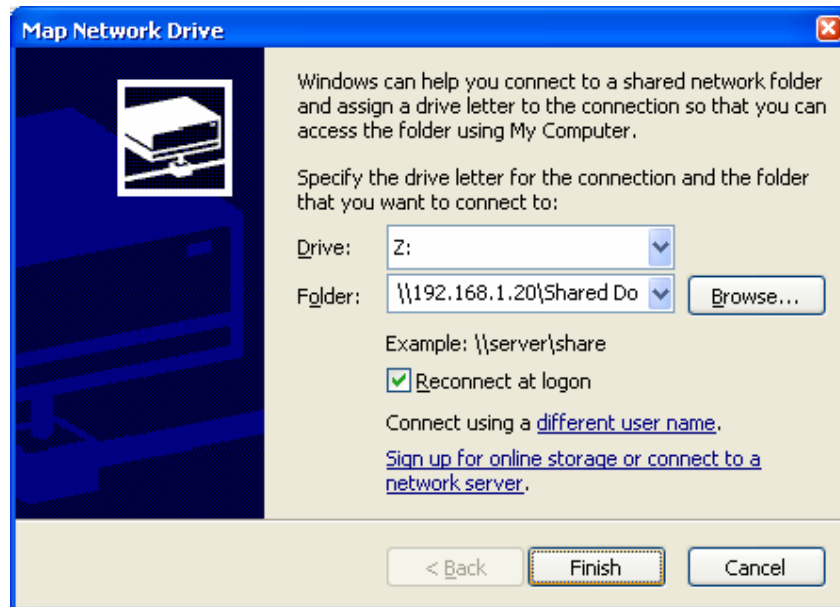 Map Network Drive
Windows can help you connect to a shared network folder
and assign a drive letter to the connection so that you can
access the folder using My Computer.
Specify the drive letter for the connection and the folder
that you want to connect to:
Drive: Z:
Folder: \\192.168.1.20\Shared Do Browse...
Example: \\server\share
Reconnect at logon
Connect using a different user name.
Sign up for online storage or connect to a
network server.
< Back Finish Cancel